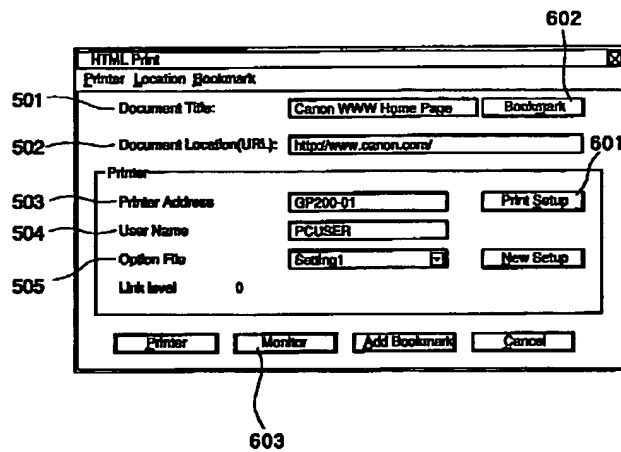 602
HTML Print
Printer Location Bookmark
501 Document Title: Canon WWW Home Page Bookmark
502 Document Location(URL): http://www.canon.com/ 601
Printer
503 Printer Address GP200-01 Print Setup
504 User Name PCUSER
505 Option File Setting1 New Setup
Link level 0
Printer Monitor Add Bookmark Cancel
603